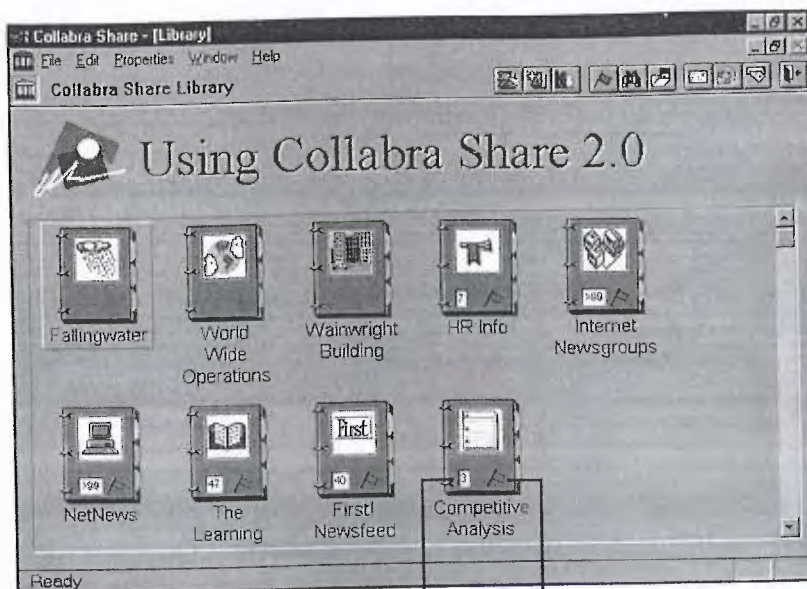 Collabra Share - [Library]
File Edit Properties Window Help
Collabra Share Library
Using Collabra Share 2.0
Fallingwater
World
Wide
Operations
Wainwright
Building
7
HR Info
>99
Internet
Newsgroups
>99
NetNews
47
The
Learning
First!
40
First!
Newsfeed
3
Competitive
Analysis
Ready